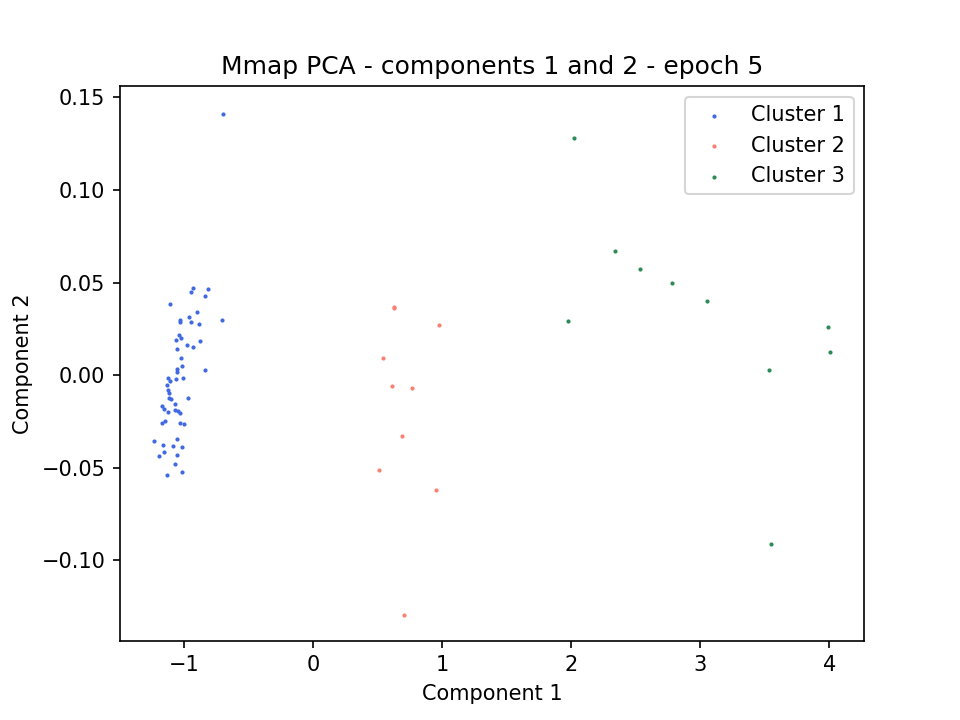 Mmap PCA - components 1 and 2 - epoch 5
Cluster 1
Cluster 2
Cluster 3
0.15
0.10
0.05
0.00
−0.05
−0.10
Component 2
−1
0
1
2
3
4
Component 1